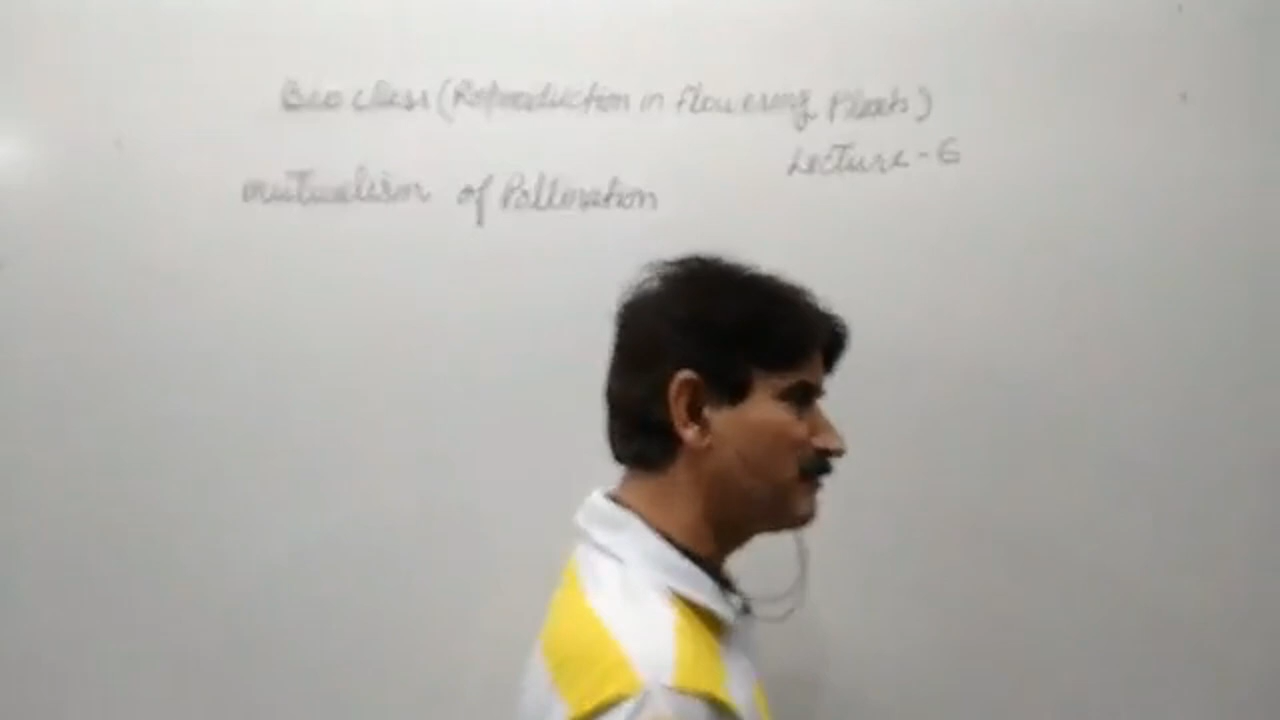 Bio class (Reproduction in Flowering Plants)
Lecture - 6
mutualism of Pollination